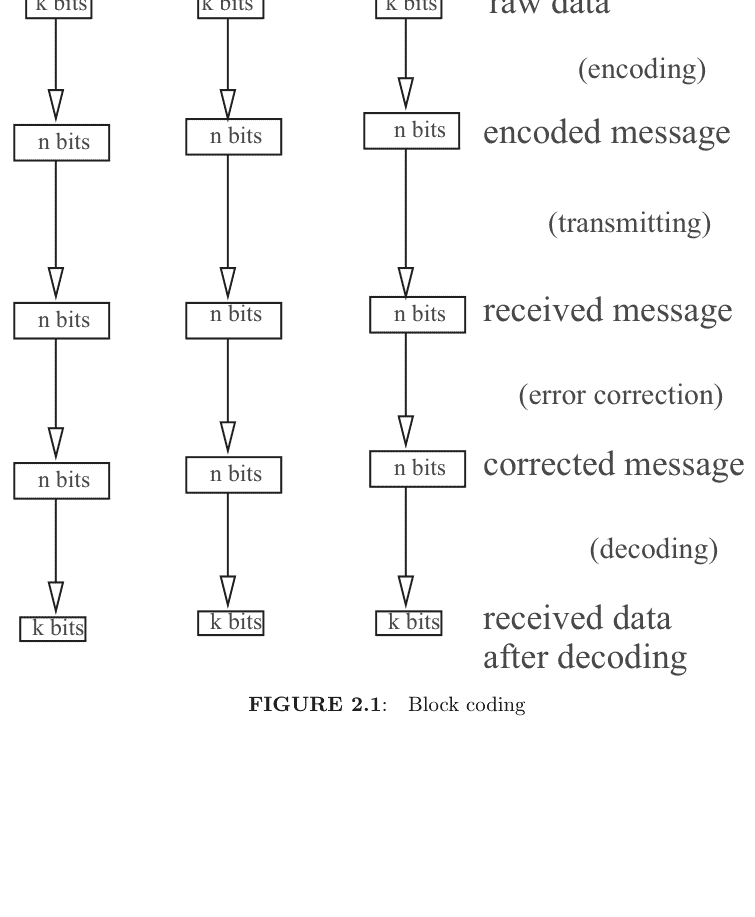 k bits k bits k bits raw data
(encoding)
n bits n bits n bits encoded message
(transmitting)
n bits n bits n bits received message
(error correction)
n bits n bits n bits corrected message
(decoding)
k bits k bits k bits received data
after decoding
FIGURE 2.1: Block coding